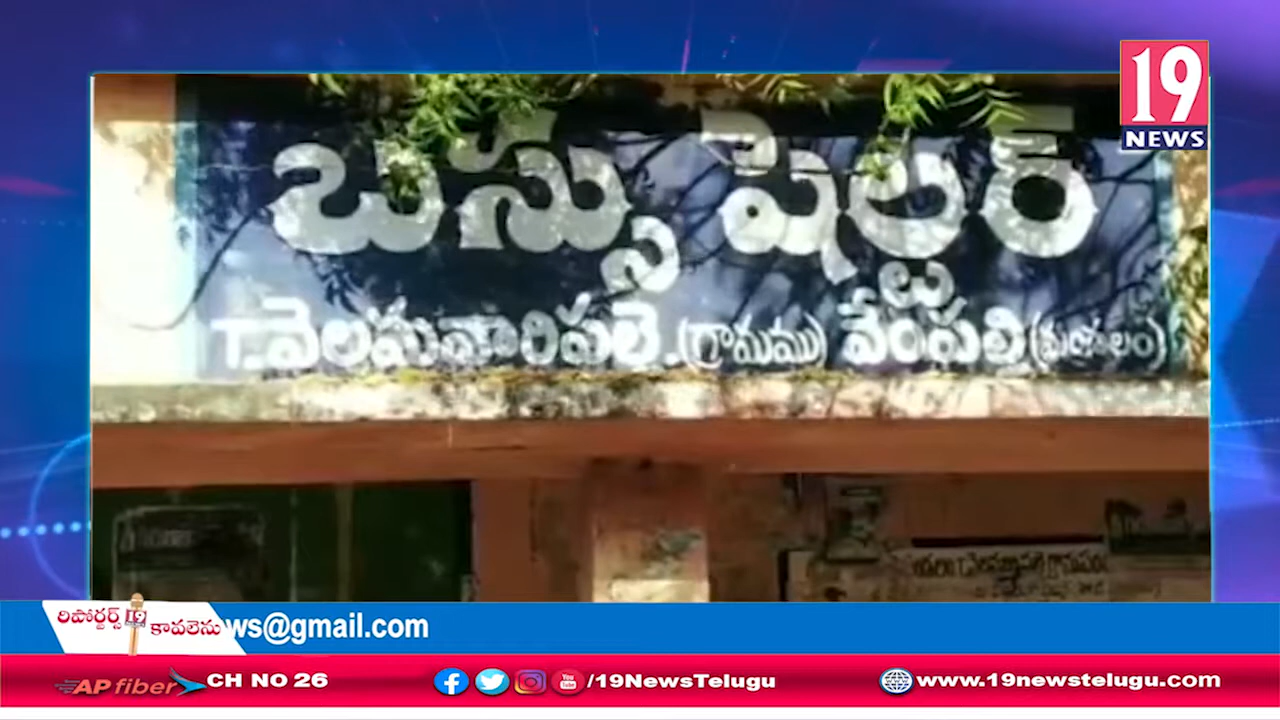 19
NEWS
బస్సు షెల్టర్
T. వెలమవారిపల్లె. (గ్రామము) వేంపల్లి (మండలం)
రిపోర్టర్స్ 19 కావలెను
ws@gmail.com
AP fiber CH NO 26
/19NewsTelugu
www.19newstelugu.com